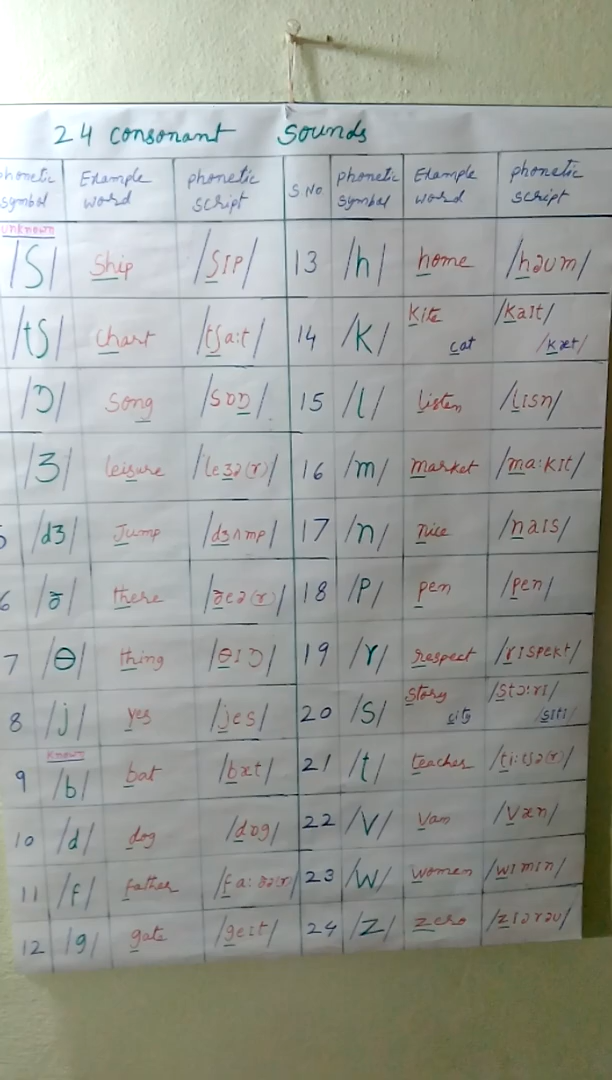 24 consonant sounds
phonetic symbol Example word phonetic script S No phonetic symbol Example word phonetic script
unknown
/ʃ/ Ship /ʃɪp/ 13 /h/ home /həum/
/tʃ/ Chart /tʃa:t/ 14 /k/ kite cat /kaɪt/ /kæt/
/ŋ/ Song /sɒŋ/ 15 /l/ listen /lɪsn/
/ʒ/ leisure /leʒə(r)/ 16 /m/ market /ma:kɪt/
5 /dʒ/ Jump /dʒʌmp/ 17 /n/ nice /naɪs/
6 /ð/ there /ðeə(r)/ 18 /P/ pen /pen/
7 /θ/ thing /θɪŋ/ 19 /r/ respect /rɪspekt/
8 /j/ yes /jes/ 20 /S/ Story city /Stɔ:rɪ/ /sɪtɪ/
Known
9 /b/ bat /bæt/ 21 /t/ teacher /ti:tʃə(r)/
10 /d/ dog /dɒg/ 22 /V/ Van /Væn/
11 /f/ father /fa:ðə(r)/ 23 /W/ women /wɪmɪn/
12 /g/ gate /geɪt/ 24 /Z/ zero /zɪərəu/